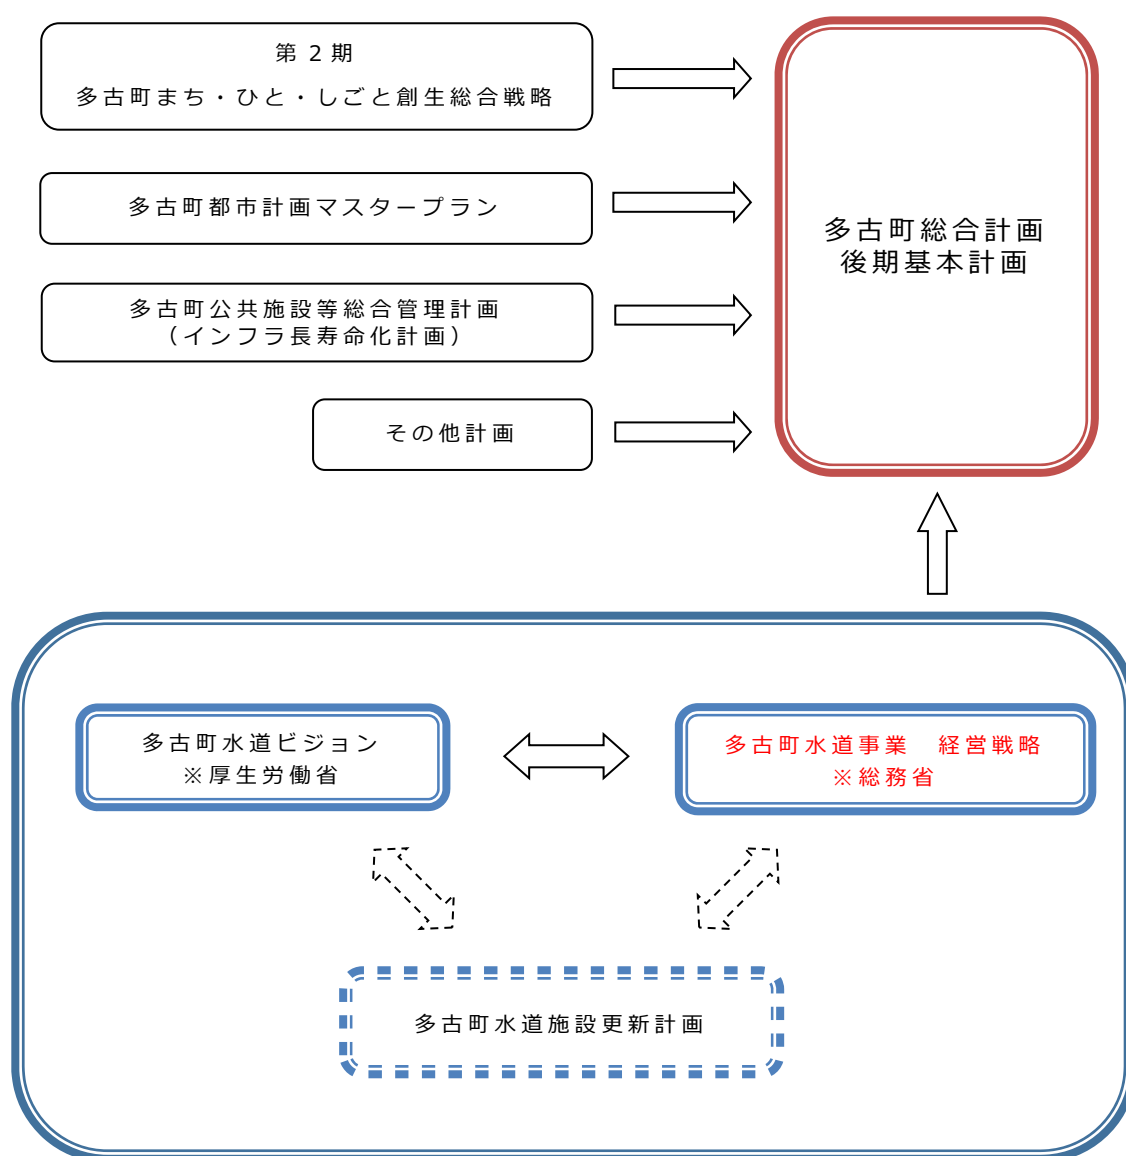 第２期
多古町まち・ひと・しごと創生総合戦略
多古町都市計画マスタープラン
多古町公共施設等総合管理計画
（インフラ長寿命化計画）
その他計画
多古町総合計画
後期基本計画
多古町水道ビジョン
※厚生労働省
多古町水道事業　経営戦略
※総務省
多古町水道施設更新計画